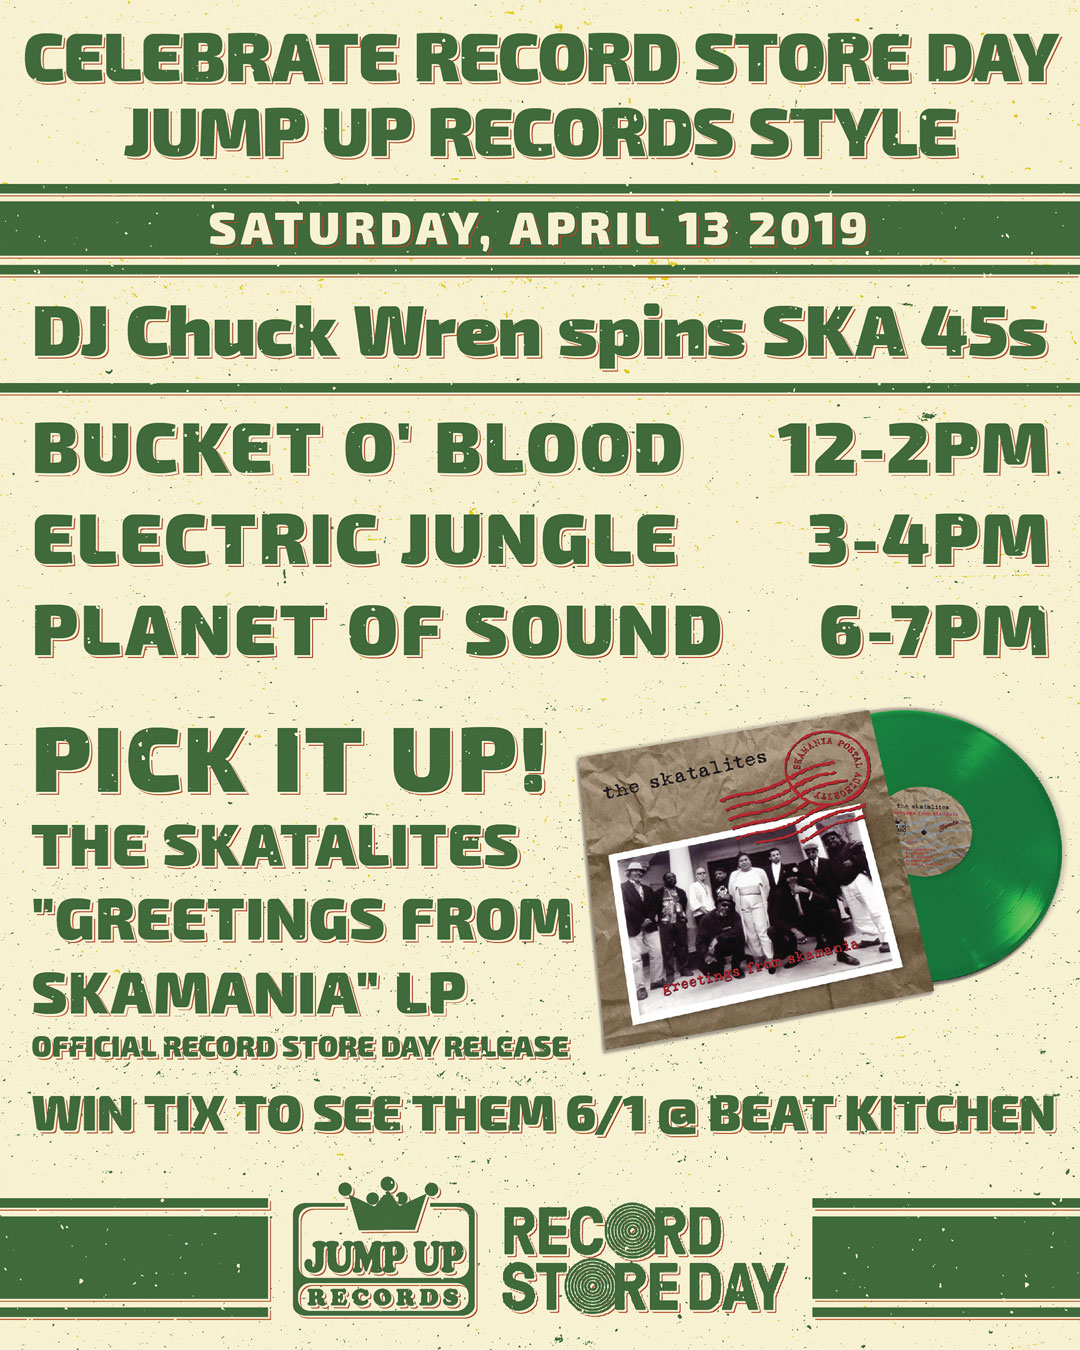 CELEBRATE RECORD STORE DAY
JUMP UP RECORDS STYLE
SATURDAY, APRIL 13 2019
DJ Chuck Wren spins SKA 45s
BUCKET O' BLOOD 12-2PM
ELECTRIC JUNGLE 3-4PM
PLANET OF SOUND 6-7PM
PICK IT UP!
THE SKATALITES
"GREETINGS FROM
SKAMANIA" LP
OFFICIAL RECORD STORE DAY RELEASE
the skatalites
SKAMANIA POSTAL AUTHORITY
greetings from skamania
the skatalites
WIN TIX TO SEE THEM 6/1 @ BEAT KITCHEN
JUMP UP
RECORDS
RECORD
STORE DAY